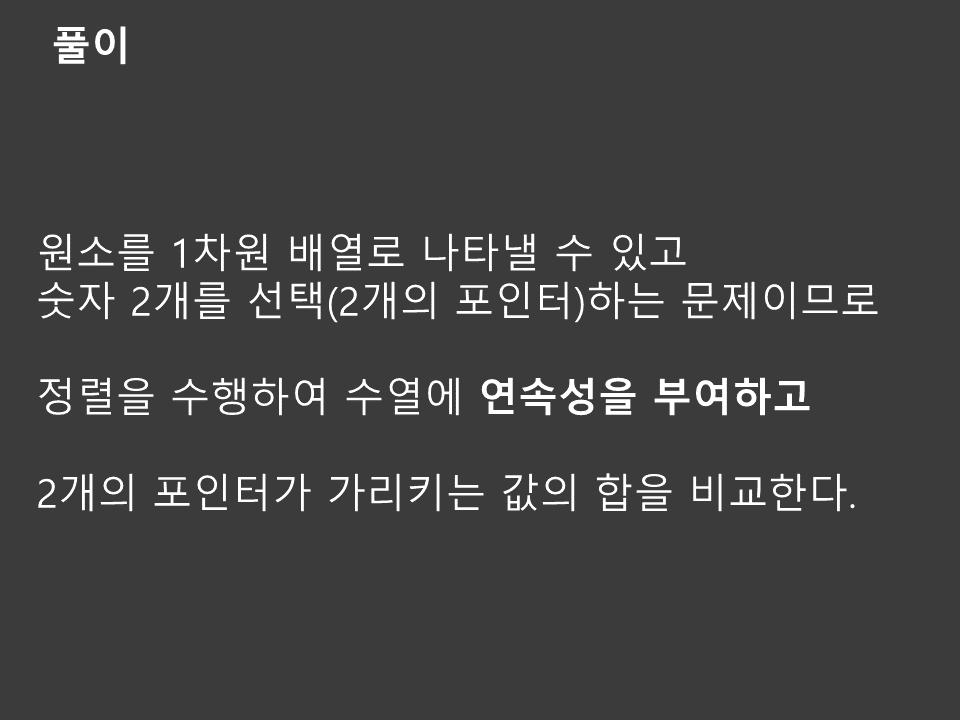 풀이
원소를 1차원 배열로 나타낼 수 있고
숫자 2개를 선택(2개의 포인터)하는 문제이므로
정렬을 수행하여 수열에 연속성을 부여하고
2개의 포인터가 가리키는 값의 합을 비교한다.